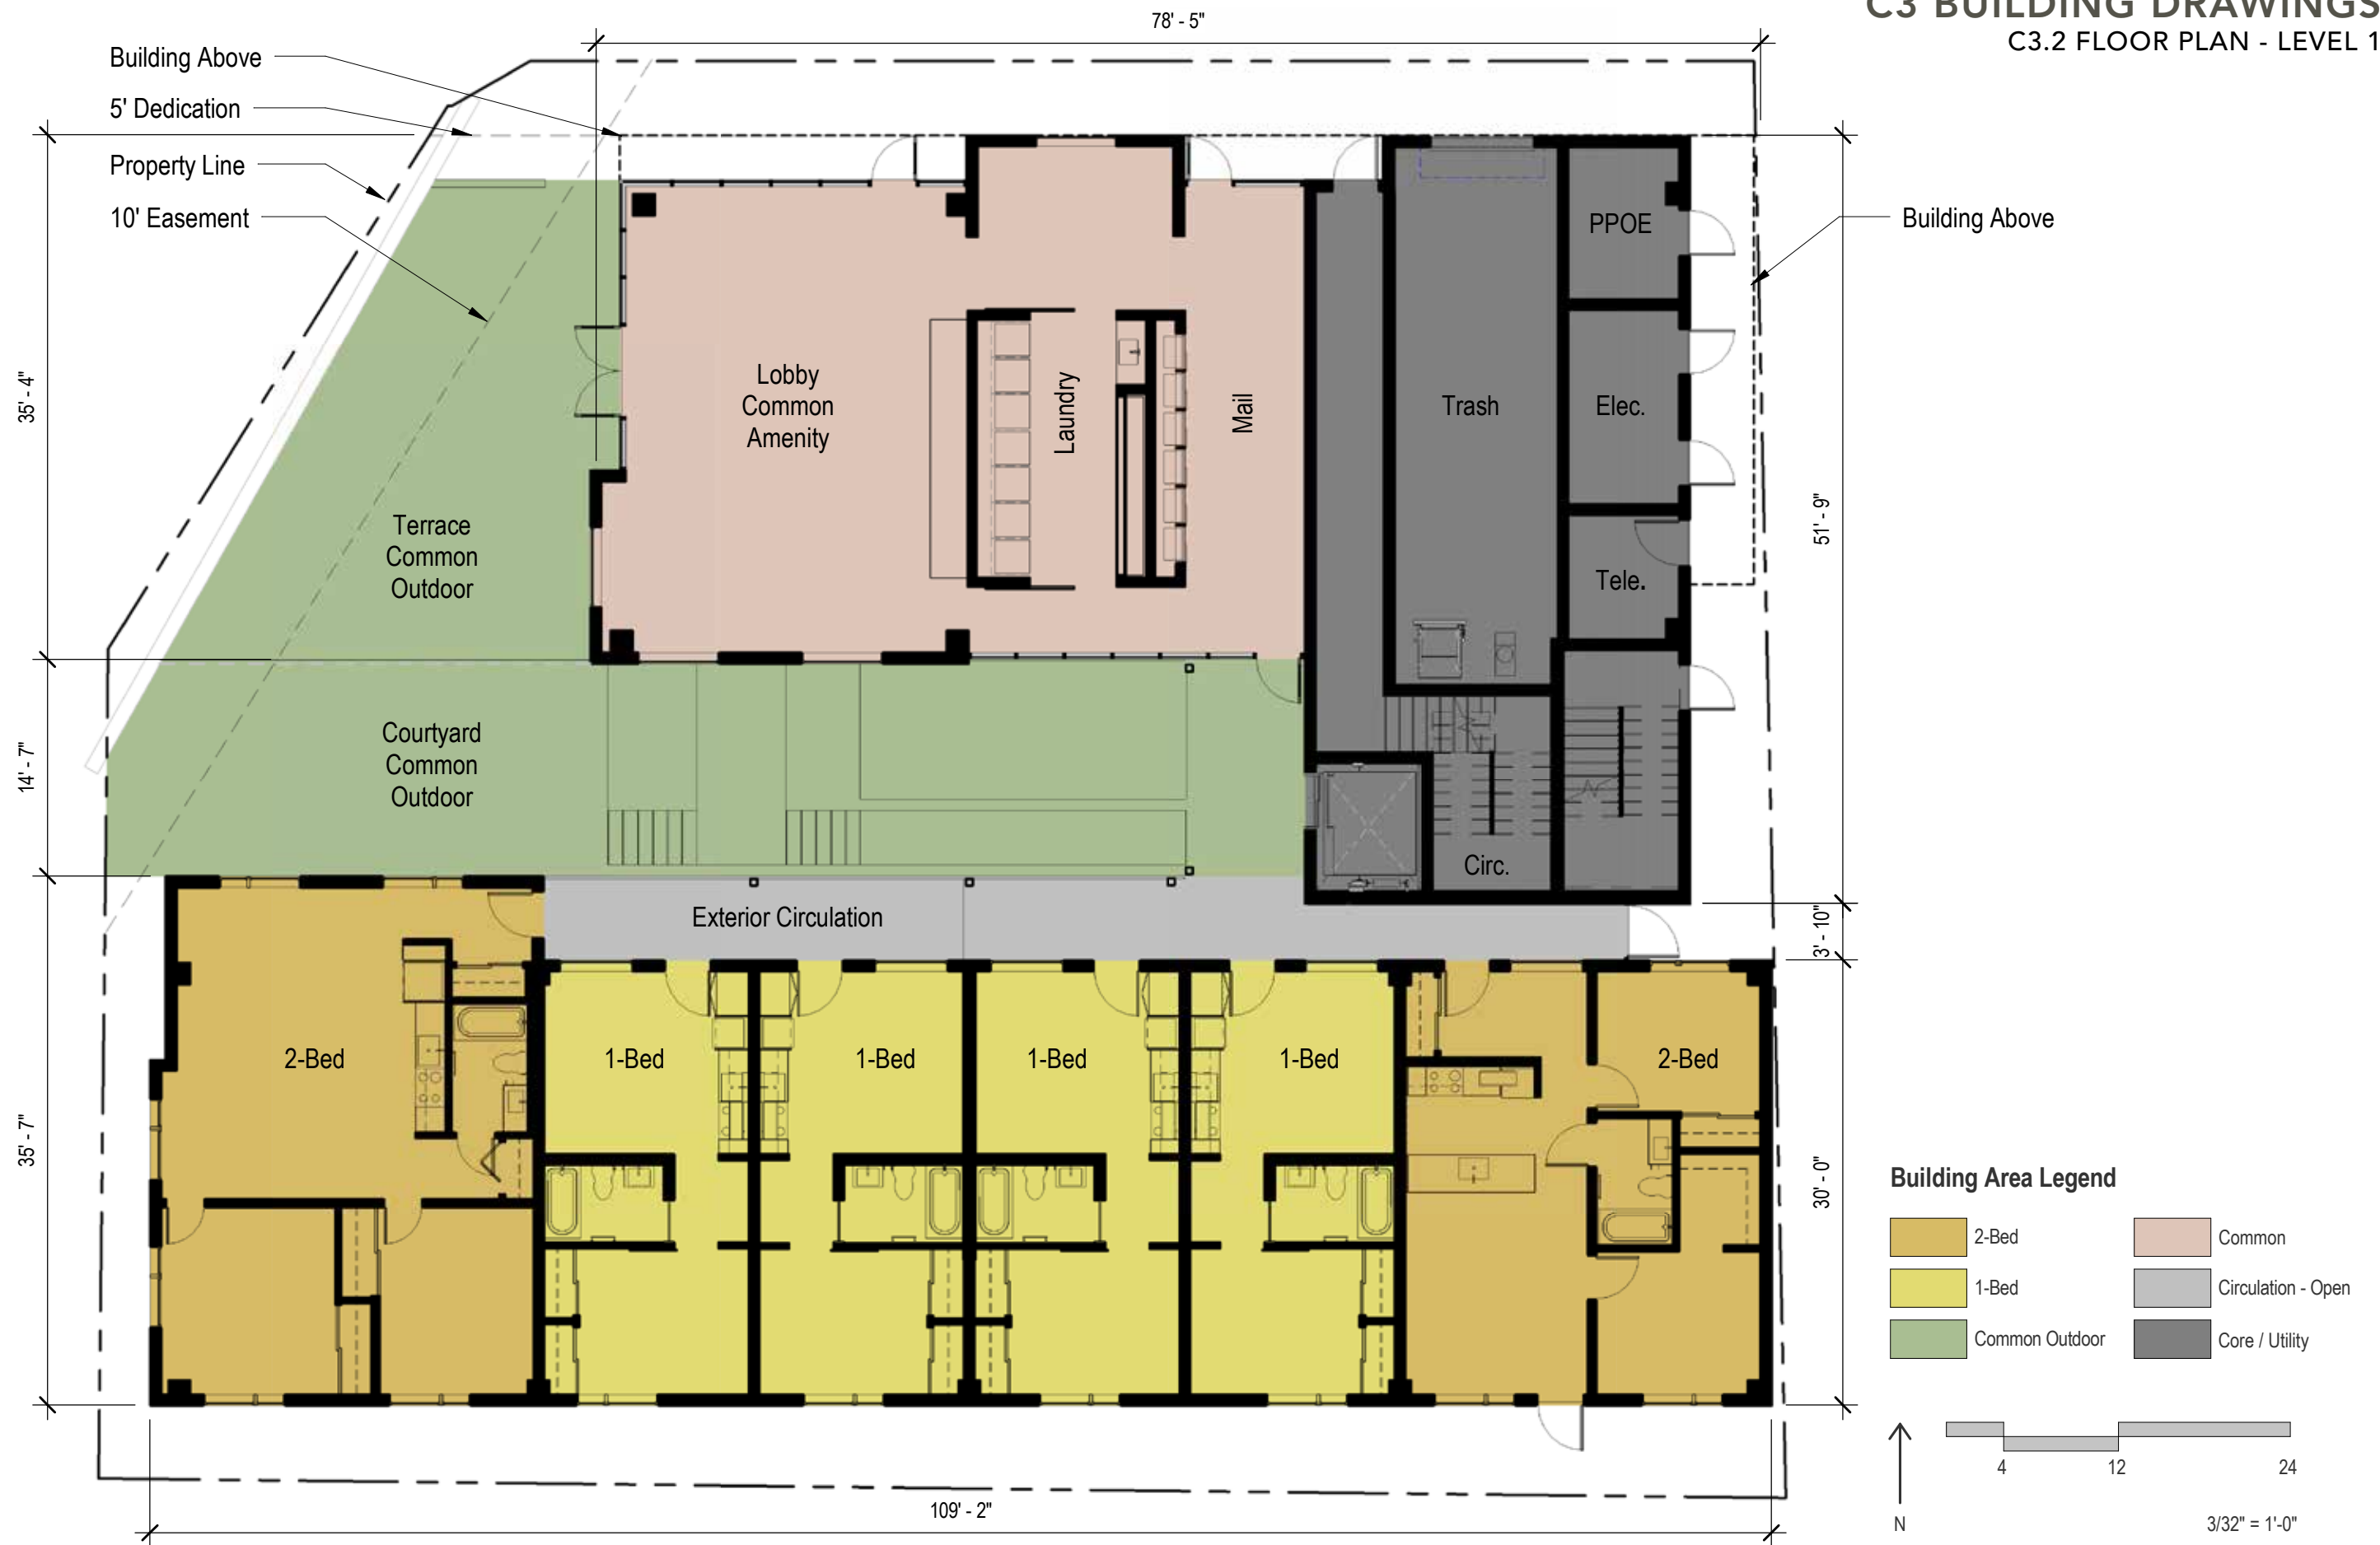 C3 BUILDING DRAWINGS
C3.2 FLOOR PLAN - LEVEL 1
78' - 5"
Building Above
5' Dedication
Property Line
10' Easement
Building Above
PPOE
35' - 4"
Lobby
Common
Amenity
Laundry
Mail
Trash
Elec.
51' - 9"
Terrace
Common
Outdoor
Tele.
14' - 7"
Courtyard
Common
Outdoor
Circ.
Exterior Circulation
3' - 10"
2-Bed
1-Bed
1-Bed
1-Bed
1-Bed
2-Bed
35' - 7"
30' - 0"
Building Area Legend
2-Bed
Common
1-Bed
Circulation - Open
Common Outdoor
Core / Utility
4
12
24
109' - 2"
N
3/32" = 1'-0"